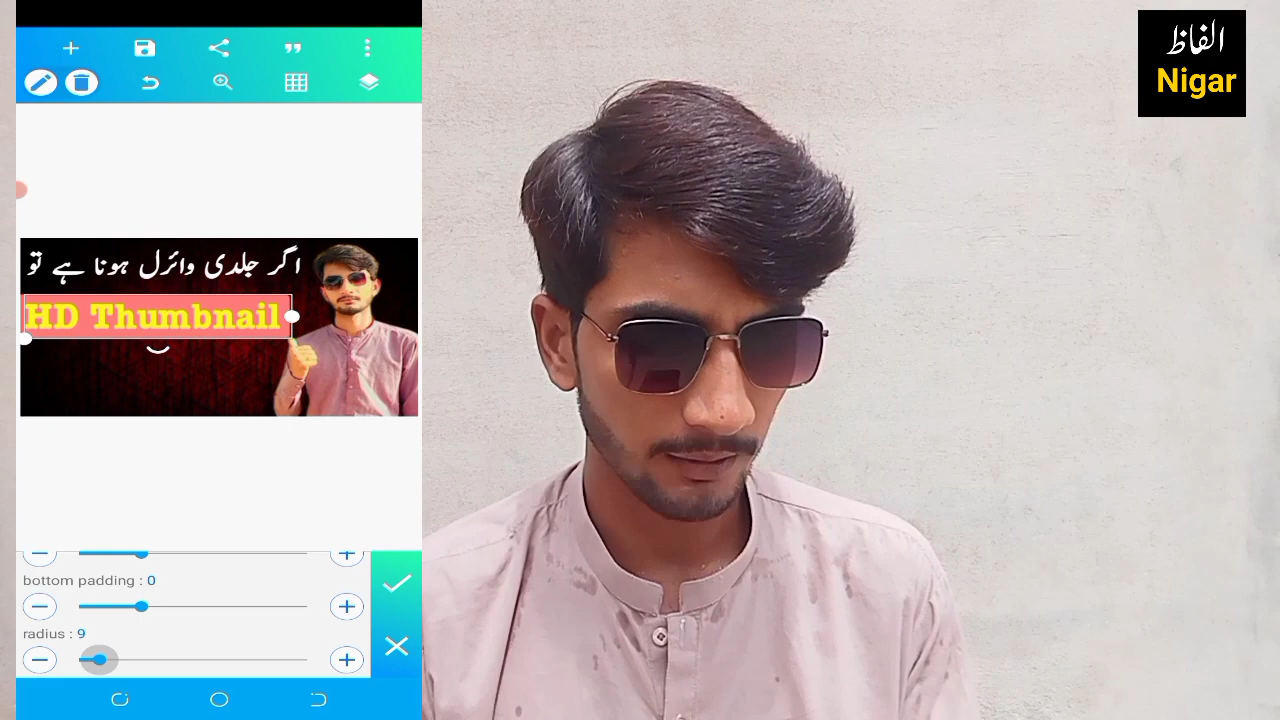 الفاظ
Nigar
اگر جلدی وائرل ہونا ہے تو
HD Thumbnail
bottom padding : 0
radius : 9